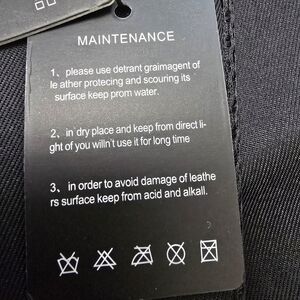 MAINTENANCE
1、 please use detrant graimagent of
le ather protecing and scouring its
surface keep prom water.
2、 in dry place and keep from direct li-
ght of you willn't use it for long time
3、 in order to avoid damage of leathe
rs surface keep from acid and alkall.